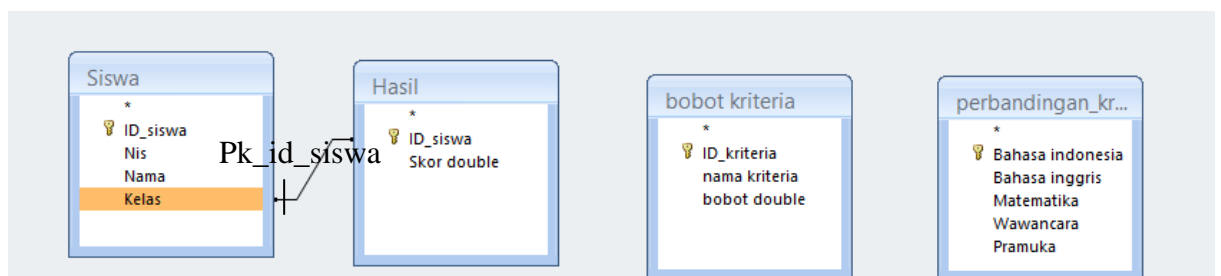 Siswa
*
ID_siswa
Nis
Nama
Kelas
Pk_id_siswa
Hasil
*
ID_siswa
Skor double
bobot kriteria
*
ID_kriteria
nama kriteria
bobot double
perbandingan_kr...
*
Bahasa indonesia
Bahasa inggris
Matematika
Wawancara
Pramuka